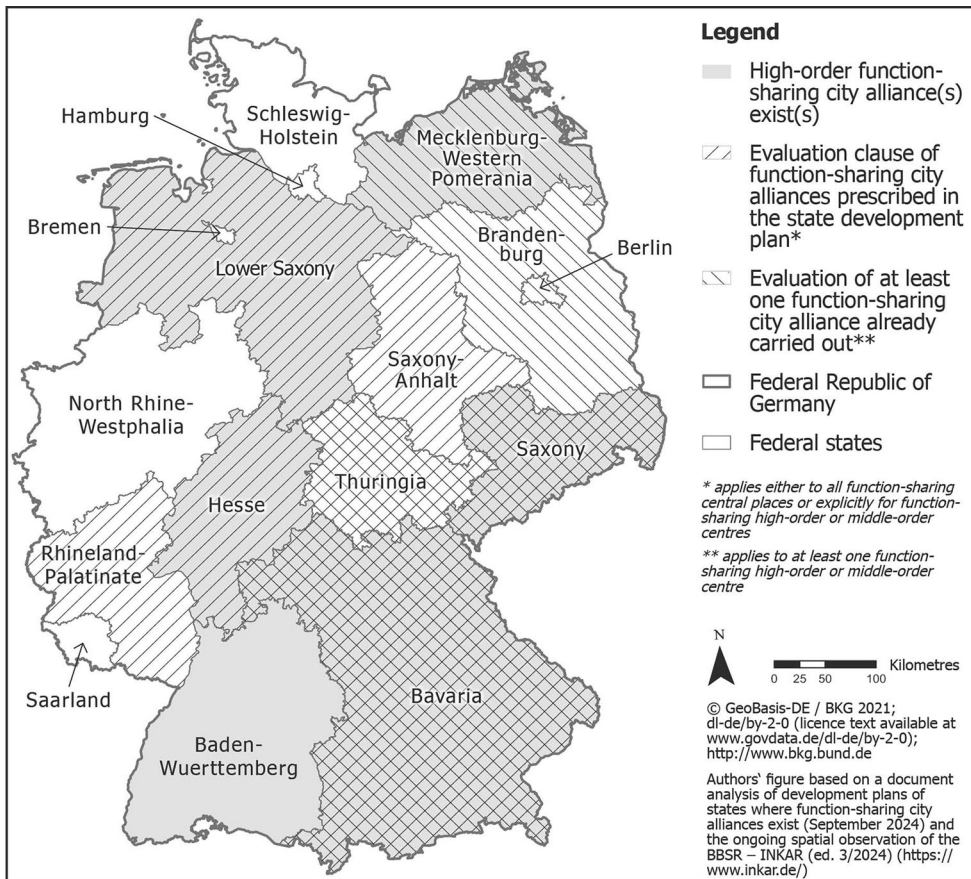 Schleswig-
Holstein
Hamburg
Mecklenburg-
Western
Pomerania
Bremen
Lower Saxony
Branden-
burg
Berlin
Saxony-
Anhalt
North Rhine-
Westphalia
Saxony
Thuringia
Hesse
Rhineland-
Palatinate
Saarland
Bavaria
Baden-
Wuerttemberg
Legend
High-order function-
sharing city alliance(s)
exist(s)
Evaluation clause of
function-sharing city
alliances prescribed in
the state development
plan*
Evaluation of at least
one function-sharing
city alliance already
carried out**
Federal Republic of
Germany
Federal states
* applies either to all function-sharing
central places or explicitly for function-
sharing high-order or middle-order
centres
** applies to at least one function-
sharing high-order or middle-order
centre
N
Kilometres
0 25 50 100
© GeoBasis-DE / BKG 2021;
dl-de/by-2-0 (licence text available at
www.govdata.de/dl-de/by-2-0);
http://www.bkg.bund.de
Authors‘ figure based on a document
analysis of development plans of
states where function-sharing city
alliances exist (September 2024) and
the ongoing spatial observation of the
BBSR – INKAR (ed. 3/2024) (https://
www.inkar.de/)